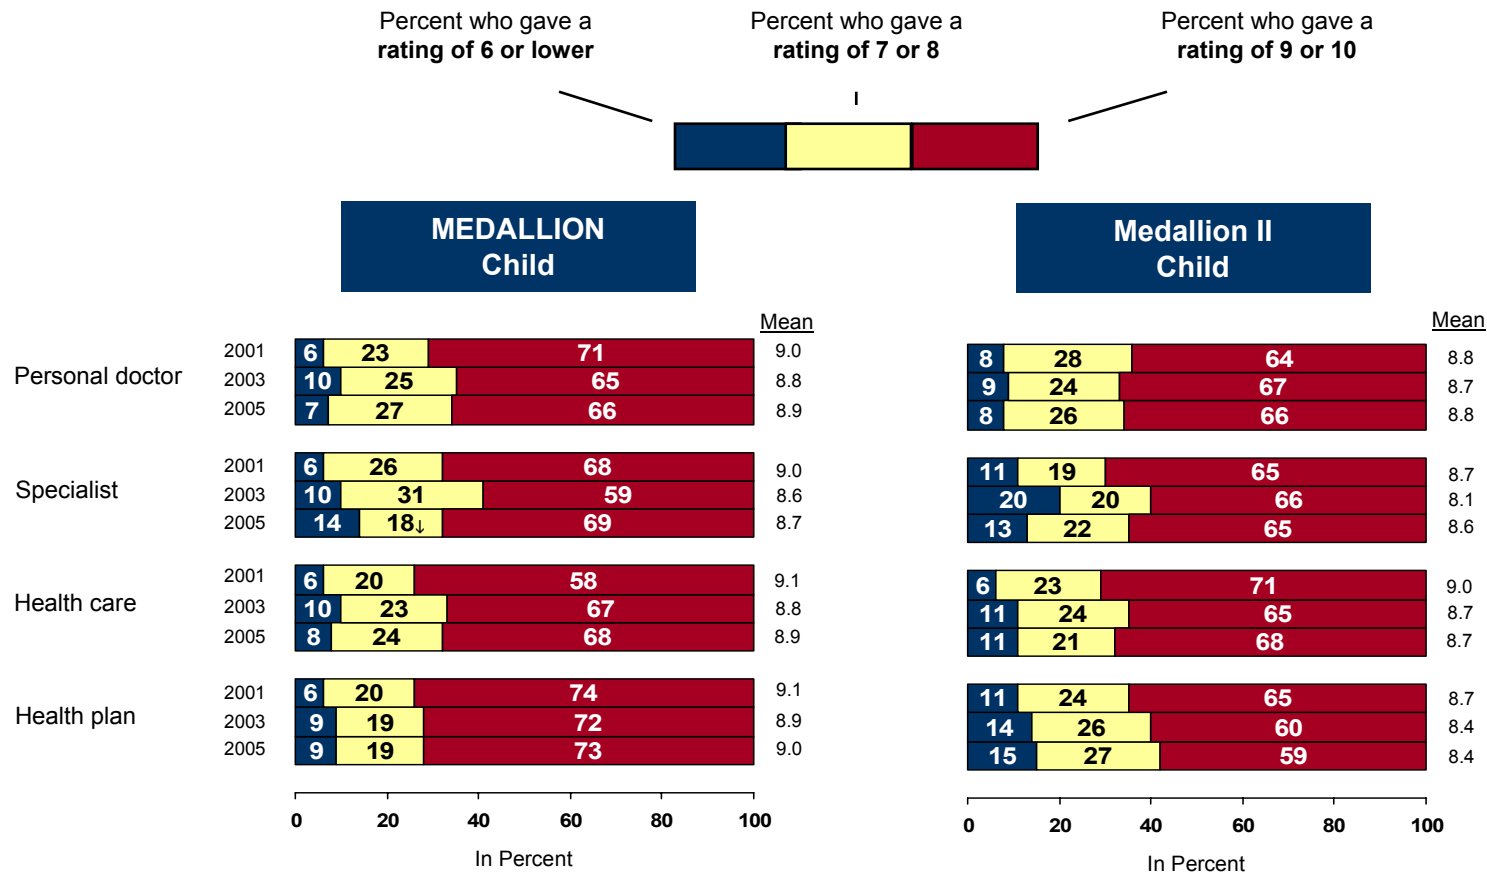 Percent who gave a
rating of 6 or lower
Percent who gave a
rating of 7 or 8
Percent who gave a
rating of 9 or 10
MEDALLION
Child
Medallion II
Child
Mean
Mean
Personal doctor
2001 6 23 71 9.0 8 28 64 8.8
2003 10 25 65 8.8 9 24 67 8.7
2005 7 27 66 8.9 8 26 66 8.8
Specialist
2001 6 26 68 9.0 11 19 65 8.7
2003 10 31 59 8.6 20 20 66 8.1
2005 14 18↓ 69 8.7 13 22 65 8.6
Health care
2001 6 20 58 9.1 6 23 71 9.0
2003 10 23 67 8.8 11 24 65 8.7
2005 8 24 68 8.9 11 21 68 8.7
Health plan
2001 6 20 74 9.1 11 24 65 8.7
2003 9 19 72 8.9 14 26 60 8.4
2005 9 19 73 9.0 15 27 59 8.4
0 20 40 60 80 100
0 20 40 60 80 100
In Percent
In Percent